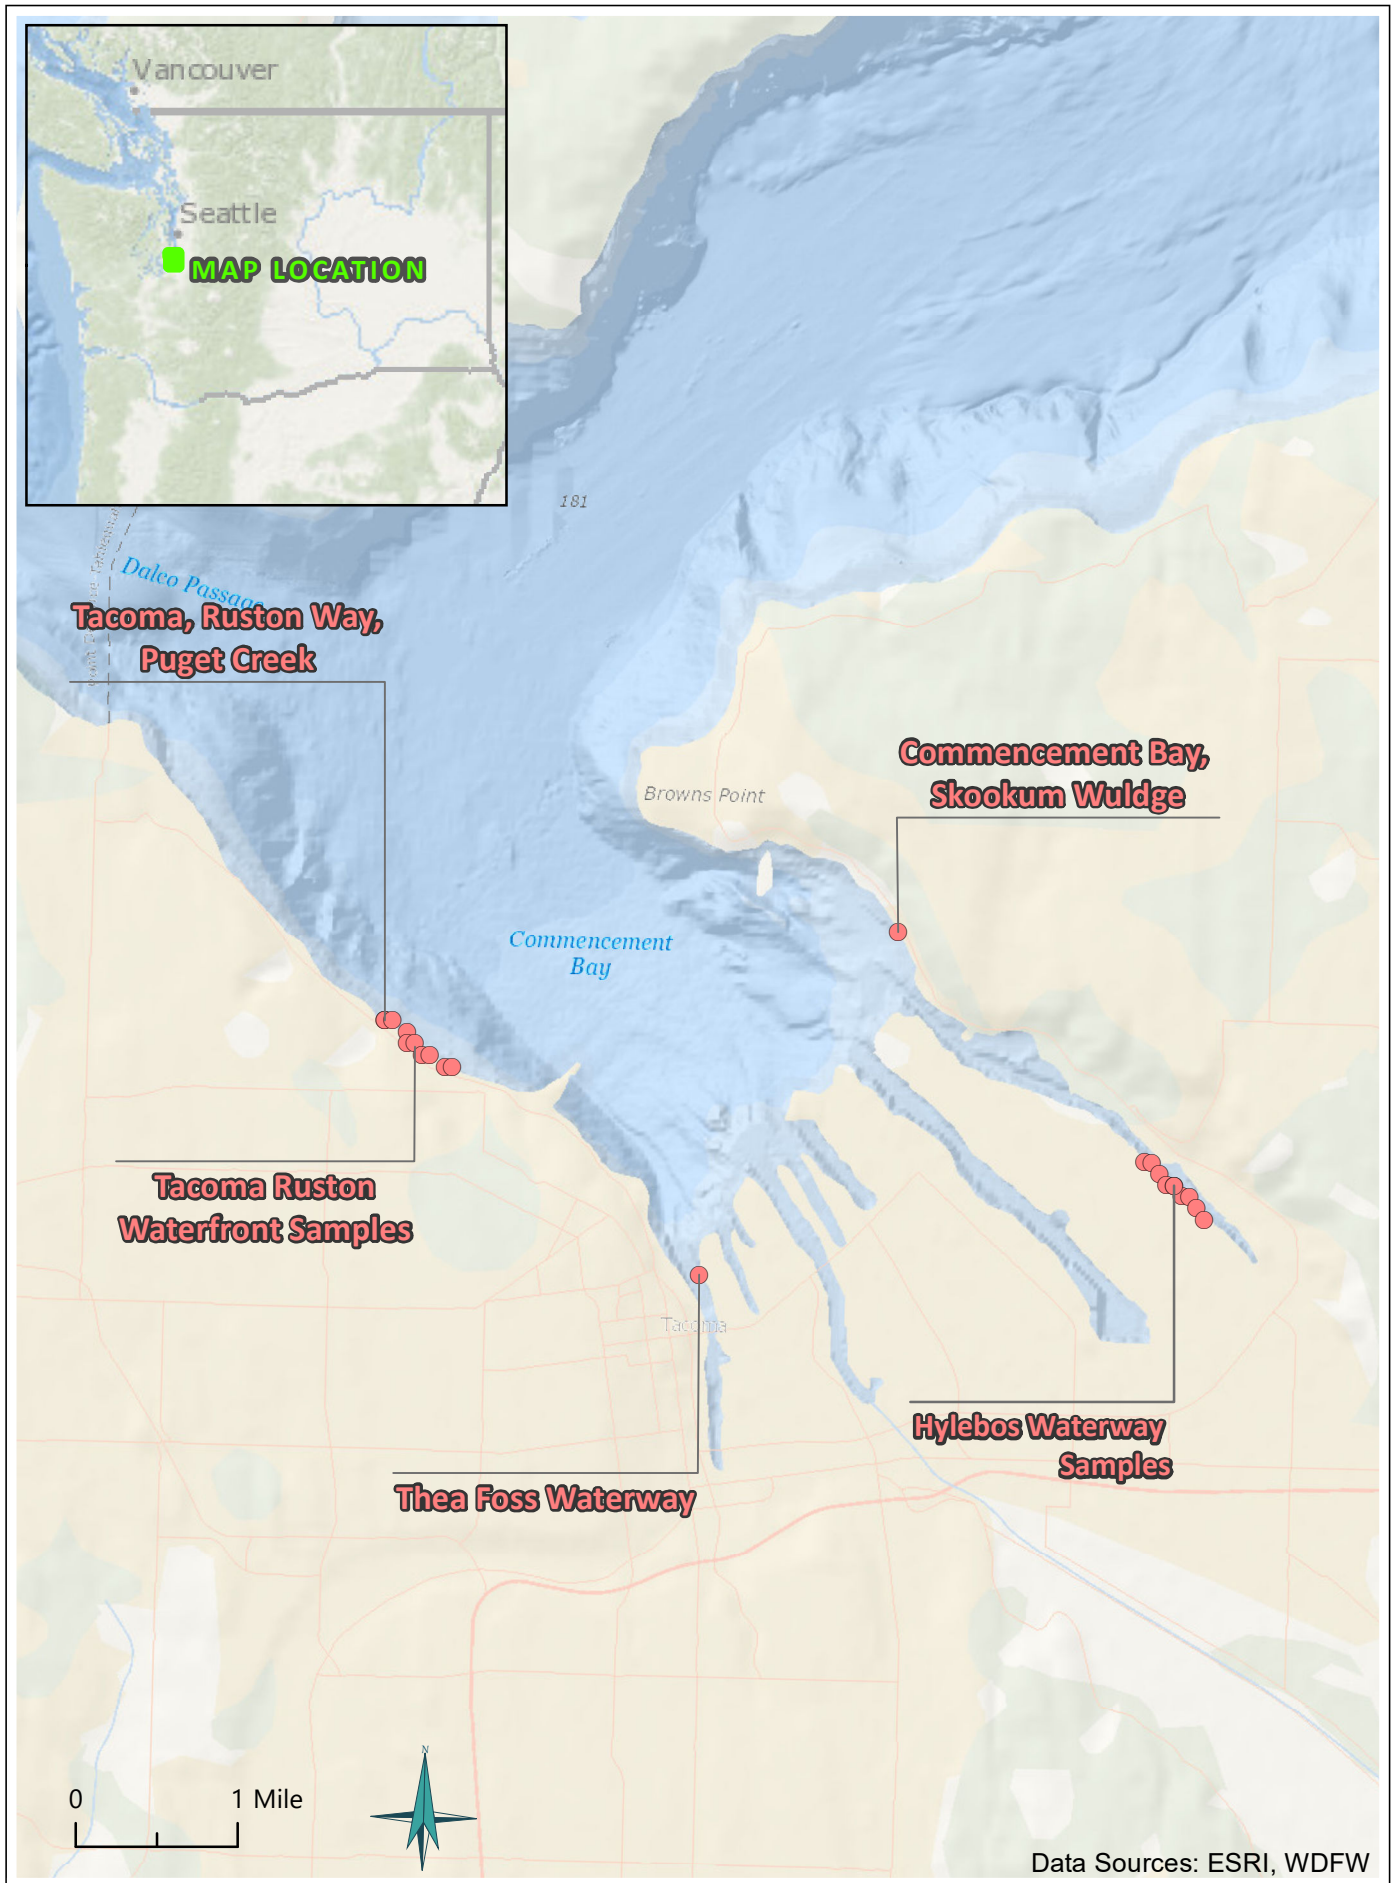 Vancouver
Seattle
MAP LOCATION
181
Dalco Passage
Tacoma, Ruston Way,
Puget Creek
Commencement Bay,
Skookum Wuldge
Browns Point
Commencement
Bay
Tacoma Ruston
Waterfront Samples
Tacoma
Hylebos Waterway
Samples
Thea Foss Waterway
N
0 1 Mile
Data Sources: ESRI, WDFW